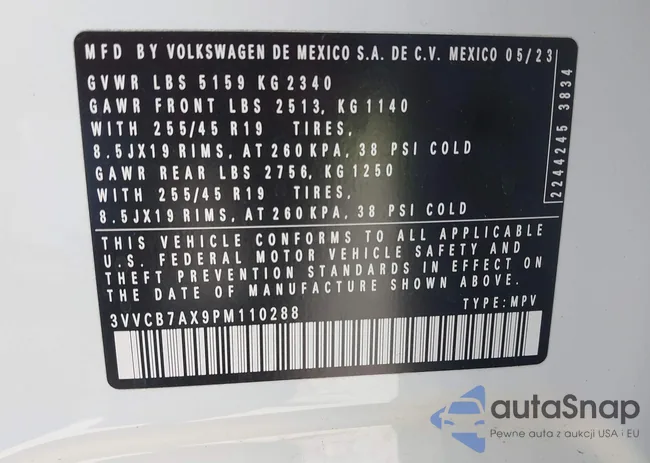 MFD BY VOLKSWAGEN DE MEXICO S.A. DE C.V. MEXICO 05/23
GVWR LBS 5159 KG 2340
GAWR FRONT LBS 2513, KG 1140
WITH 255/45 R19 TIRES,
8.5JX19 RIMS, AT 260 KPA, 38 PSI COLD
GAWR REAR LBS 2756, KG 1250
WITH 255/45 R19 TIRES,
8.5JX19 RIMS, AT 260 KPA, 38 PSI COLD
2244245 3834
THIS VEHICLE CONFORMS TO ALL APPLICABLE
U.S. FEDERAL MOTOR VEHICLE SAFETY AND
THEFT PREVENTION STANDARDS IN EFFECT ON
THE DATE OF MANUFACTURE SHOWN ABOVE.
3VVCB7AX9PM110288 TYPE: MPV
autaSnap
Pewne auta z aukcji USA i EU